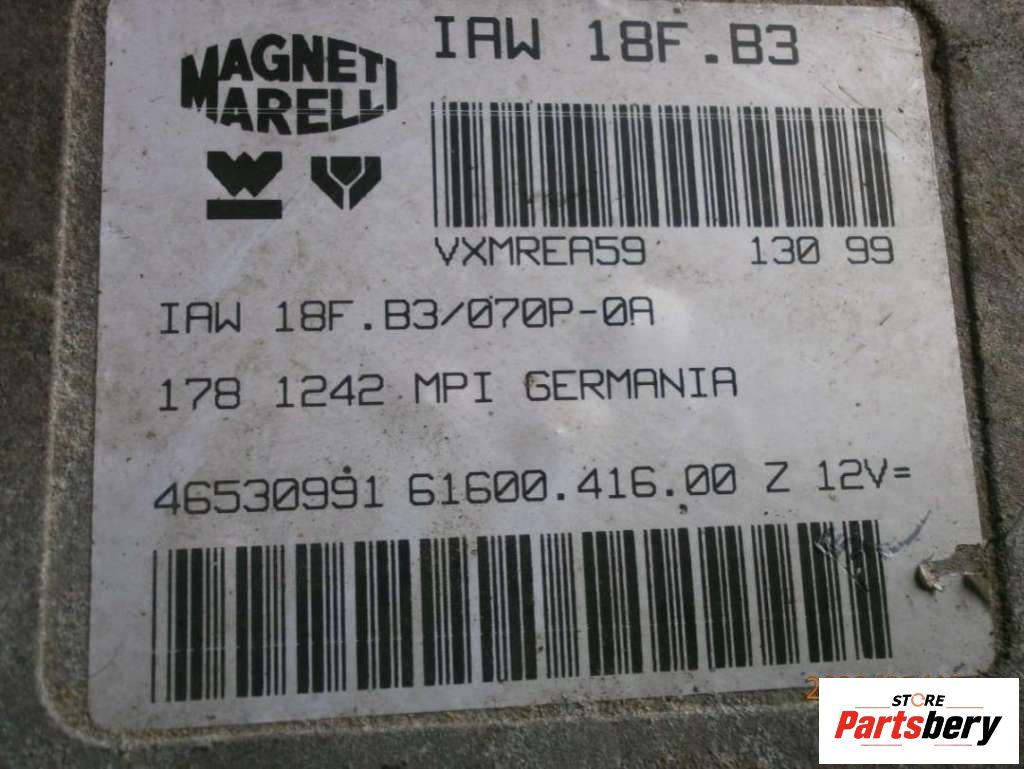 MAGNETI
MARELLI
IAW 18F.B3
VXMREA59 130 99
IAW 18F.B3/070P-0A
178 1242 MPI GERMANIA
46530991 61600.416.00 Z 12V=
STORE
Partsbery